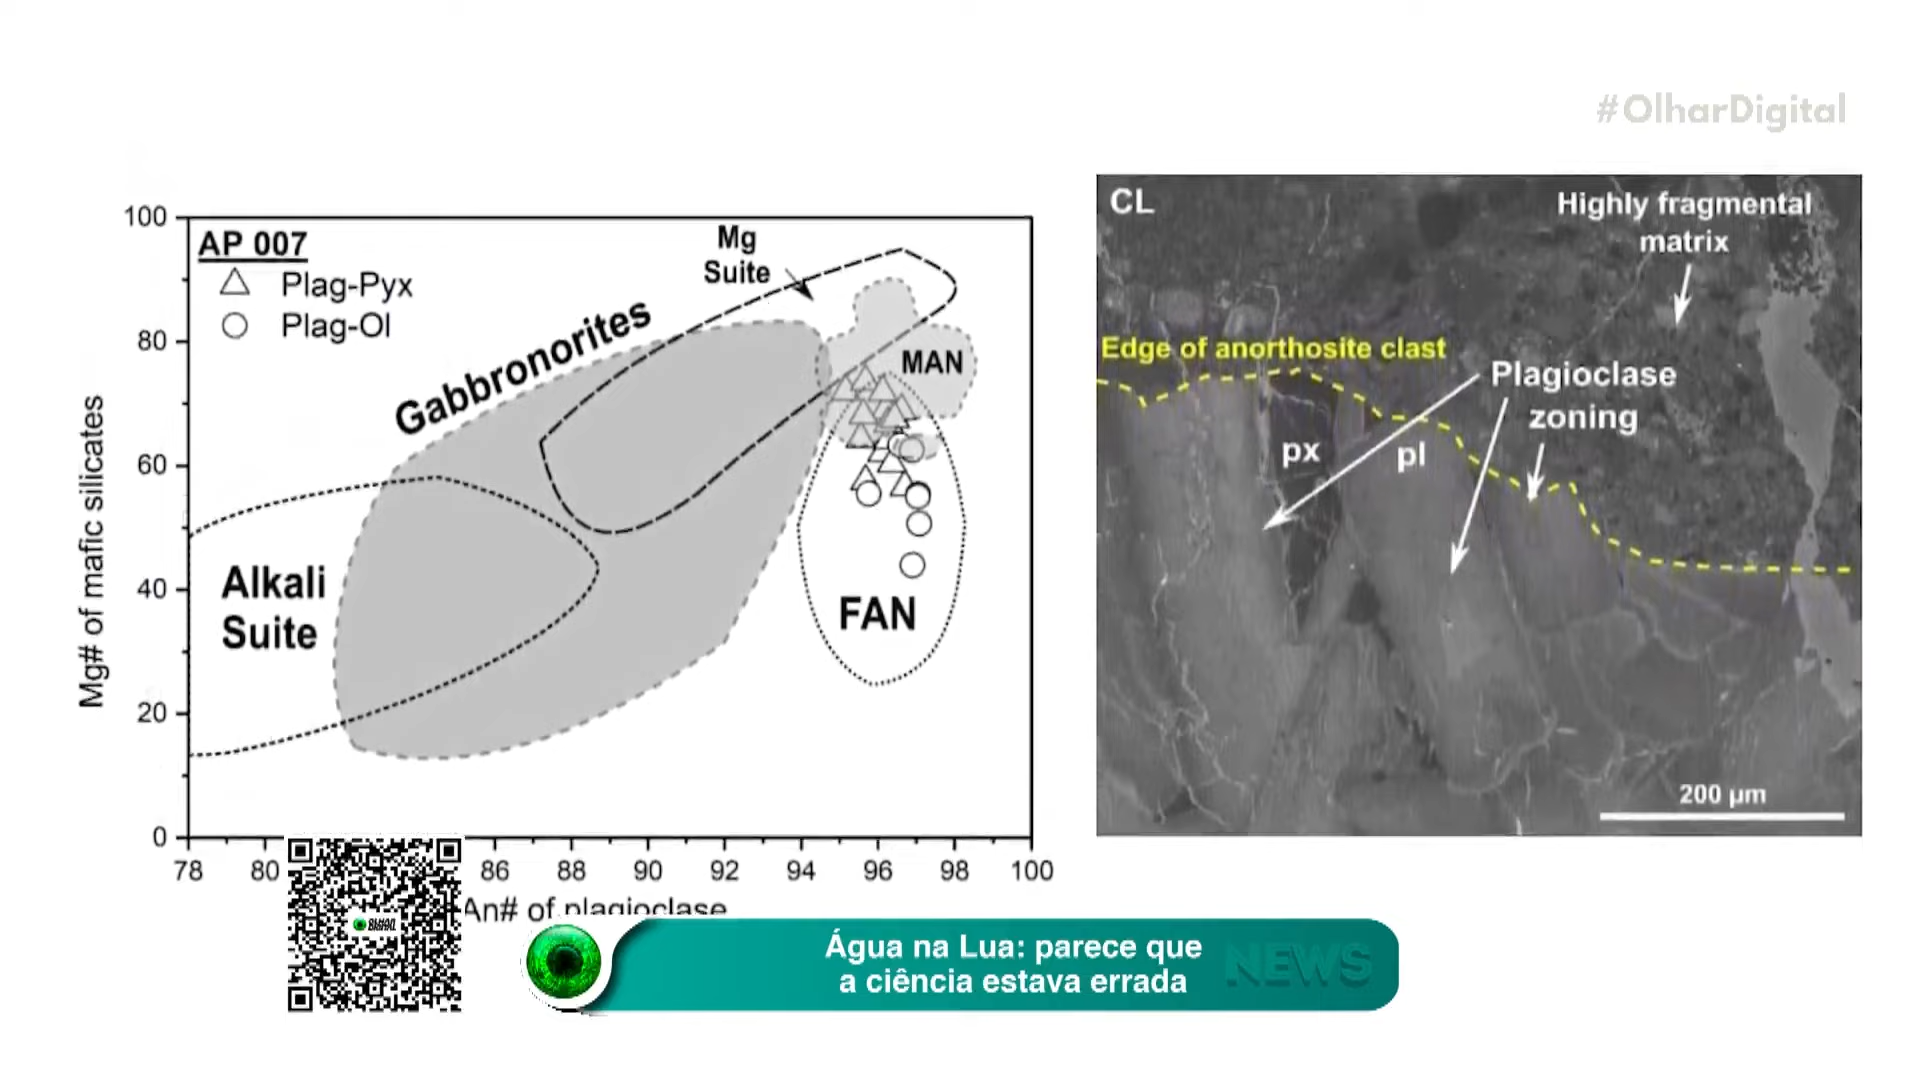 #OlharDigital
100
80
60
40
20
0
Mg# of mafic silicates
AP 007
Plag-Pyx
Plag-Ol
Mg
Suite
Gabbronorites
MAN
Alkali
Suite
FAN
78 80 86 88 90 92 94 96 98 100
An# of plagioclase
CL
Highly fragmental
matrix
Edge of anorthosite clast
Plagioclase
zoning
px
pl
200 µm
Água na Lua: parece que
a ciência estava errada
NEWS